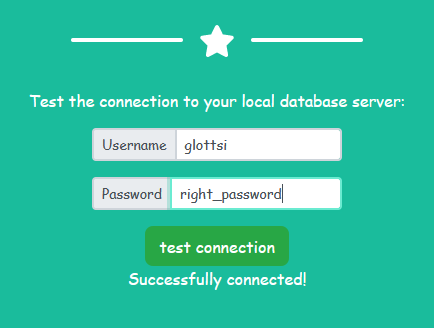 Test the connection to your local database server:
Username glottsi
Password right_password
test connection
Successfully connected!